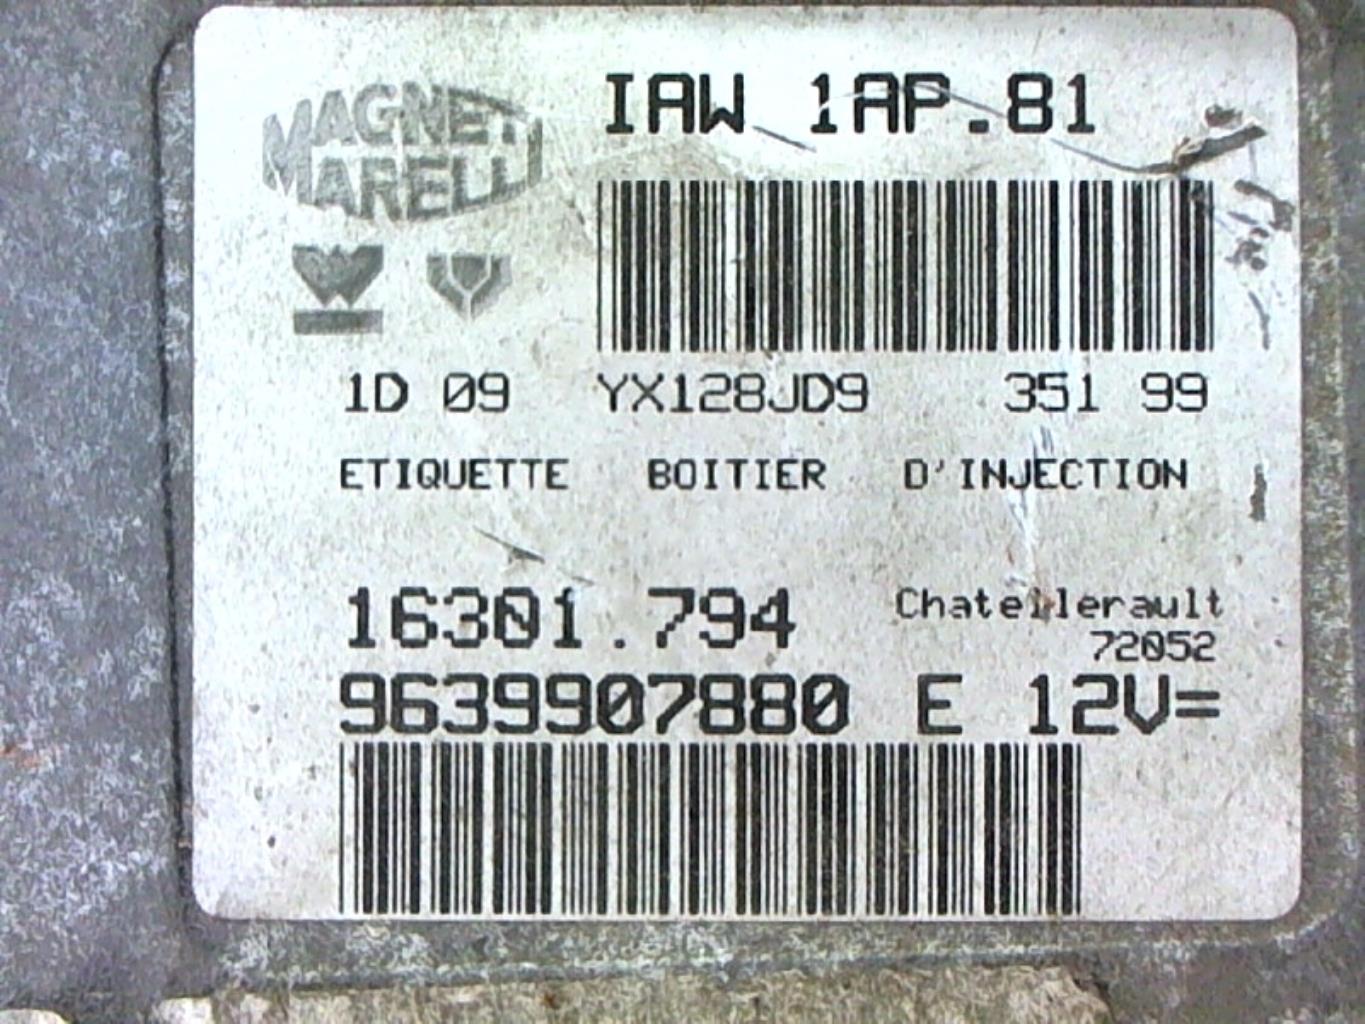 MAGNETI
MARELLI
IAW 1AP.81
1D 09 YX128JD9 351 99
ETIQUETTE BOITIER D'INJECTION
16301.794 Chatellerault
72052
9639907880 E 12V=